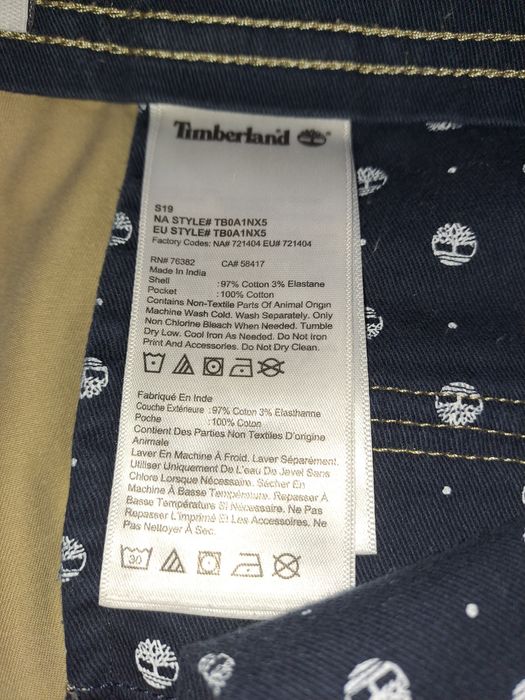 Timberland
S19
NA STYLE# TB0A1NX5
EU STYLE# TB0A1NX5
Factory Codes: NA# 721404 EU# 721404
RN# 76382 CA# 58417
Made In India
Shell :97% Cotton 3% Elastane
Pocket :100% Cotton
Contains Non-Textile Parts Of Animal Origin
Machine Wash Cold. Wash Separately. Only
Non Chlorine Bleach When Needed. Tumble
Dry Low. Cool Iron As Needed. Do Not Iron
Print And Accessories. Do Not Dry Clean.
Fabriqué En Inde
Couche Extérieure :97% Coton 3% Élasthanne
Poche :100% Coton
Contient Des Parties Non Textiles D'origine
Animale
Laver En Machine À Froid. Laver Séparément.
Utiliser Uniquement De L'eau De Javel Sans
Chlore Lorsque Nécessaire. Sécher En
Machine À Basse Température. Repasser À
Basse Température Si Nécessaire. Ne Pas
Repasser L'imprimé Et Les Accessoires. Ne
Pas Nettoyer À Sec.
30